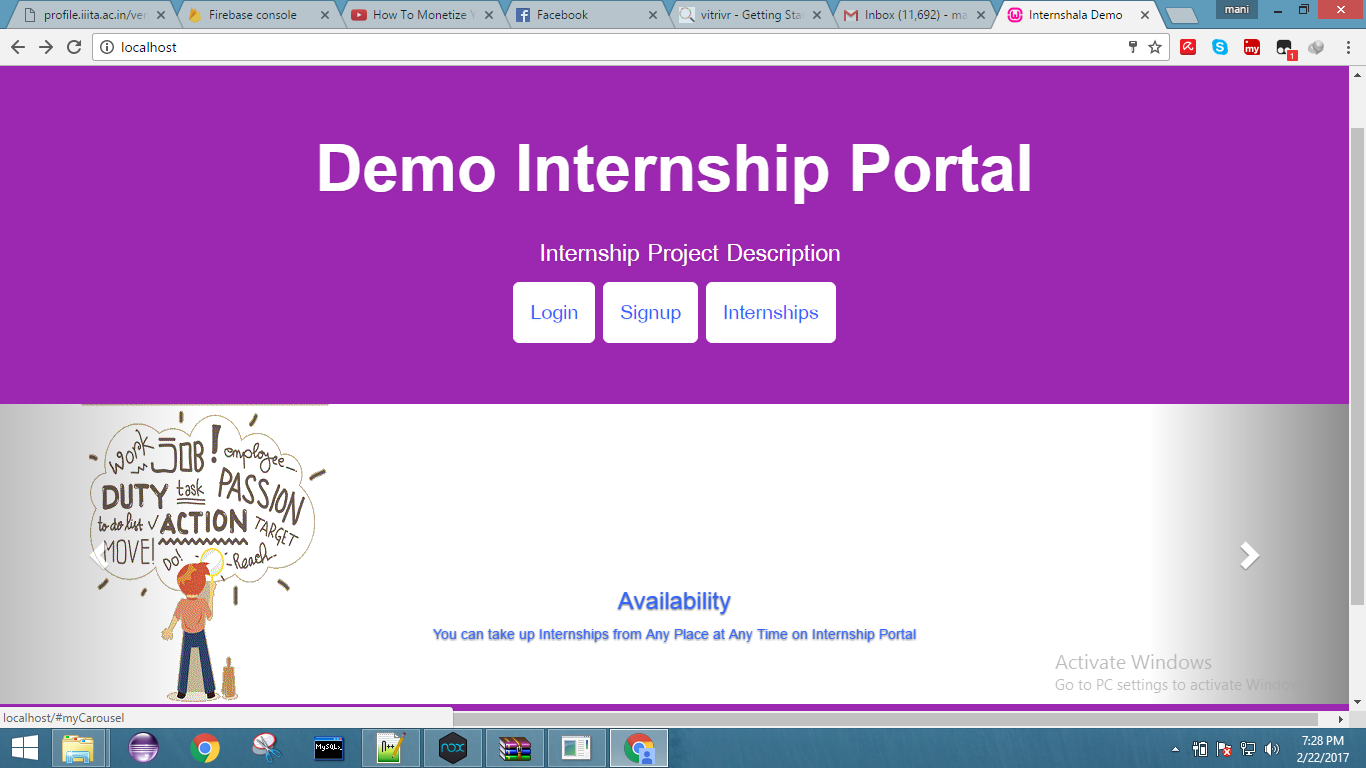 mani
profile.iiita.ac.in/ver
Firebase console
How To Monetize Y
Facebook
vitrivr - Getting Sta
Inbox (11,692) - ma
Internshala Demo
localhost
my
1
Demo Internship Portal
Internship Project Description
Login Signup Internships
Work JOB! employee
DUTY task PASSION
to do list ✓ ACTION TARGET
MOVE! DO! Reach
Availability
You can take up Internships from Any Place at Any Time on Internship Portal
Activate Windows
Go to PC settings to activate Windows
localhost/#myCarousel
MySQL
n++
nox
7:28 PM
2/22/2017